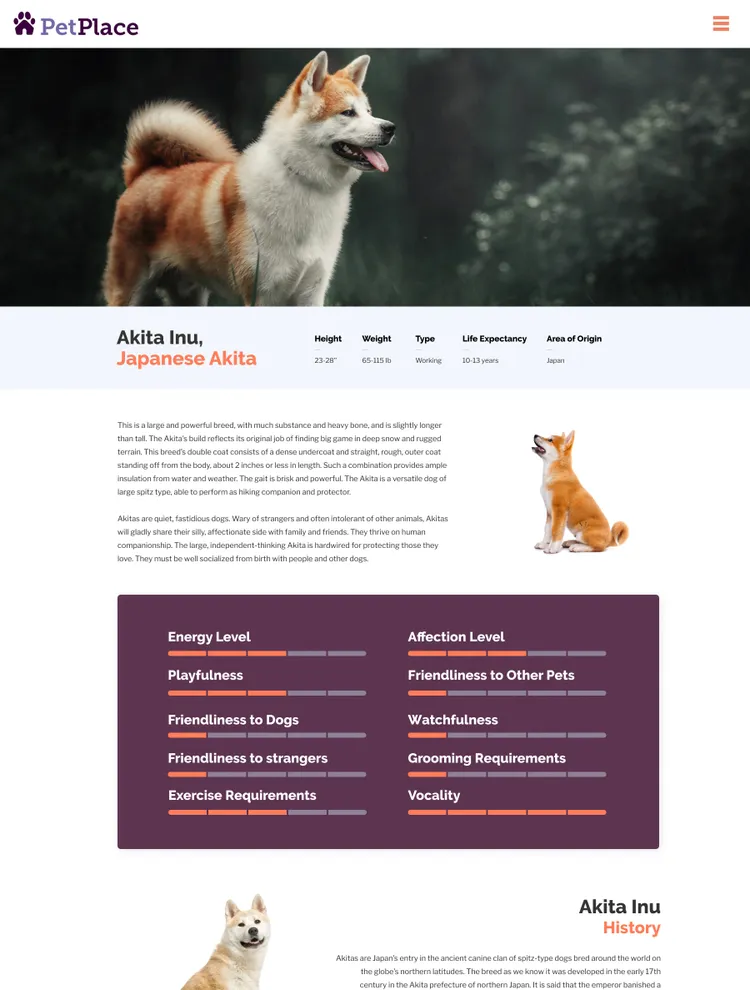 PetPlace
Akita Inu,
Japanese Akita
Height
23-28"
Weight
65-115 lb
Type
Working
Life Expectancy
10-13 years
Area of Origin
Japan
This is a large and powerful breed, with much substance and heavy bone, and is slightly longer
than tall. The Akita's build reflects its original job of finding big game in deep snow and rugged
terrain. This breed's double coat consists of a dense undercoat and straight, rough, outer coat
standing off from the body, about 2 inches or less in length. Such a combination provides ample
insulation from water and weather. The gait is brisk and powerful. The Akita is a versatile dog of
large spitz type, able to perform as hiking companion and protector.
Akitas are quiet, fastidious dogs. Wary of strangers and often intolerant of other animals, Akitas
will gladly share their silly, affectionate side with family and friends. They thrive on human
companionship. The large, independent-thinking Akita is hardwired for protecting those they
love. They must be well socialized from birth with people and other dogs.
Energy Level
Affection Level
Playfulness
Friendliness to Other Pets
Friendliness to Dogs
Watchfulness
Friendliness to strangers
Grooming Requirements
Exercise Requirements
Vocality
Akita Inu
History
Akitas are Japan's entry in the ancient canine clan of spitz-type dogs bred around the world on
the globe's northern latitudes. The breed as we know it was developed in the early 17th
century in the Akita prefecture of northern Japan. It is said that the emperor banished a